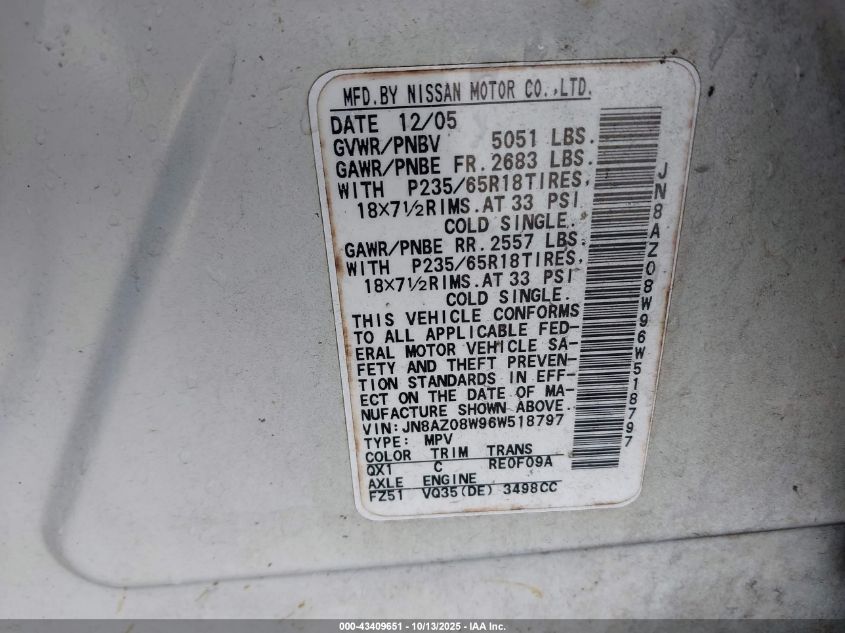 MFD.BY NISSAN MOTOR CO.,LTD.
DATE 12/05
GVWR/PNBV 5051 LBS.
GAWR/PNBE FR.2683 LBS.
WITH P235/65R18TIRES,
18×7½RIMS.AT 33 PSI
COLD SINGLE.
GAWR/PNBE RR.2557 LBS.
WITH P235/65R18TIRES,
18×7½RIMS.AT 33 PSI
COLD SINGLE.
THIS VEHICLE CONFORMS
TO ALL APPLICABLE FED-
ERAL MOTOR VEHICLE SA-
FETY AND THEFT PREVEN-
TION STANDARDS IN EFF-
ECT ON THE DATE OF MA-
NUFACTURE SHOWN ABOVE.
VIN:JN8AZ08W96W518797
TYPE: MPV
COLOR TRIM TRANS
QX1 C RE0F09A
AXLE ENGINE
FZ51 VQ35(DE) 3498CC
JN8AZ08W96W518797
000-43409651 - 10/13/2025 - IAA Inc.